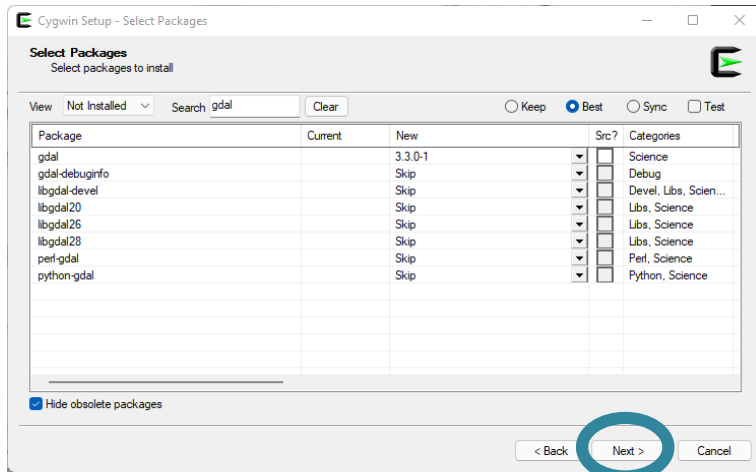 Cygwin Setup - Select Packages
Select Packages
Select packages to install
View Not Installed Search gdal Clear Keep Best Sync Test
Package Current New Src? Categories
gdal 3.3.0-1 Science
gdal-debuginfo Skip Debug
libgdal-devel Skip Devel, Libs, Scien...
libgdal20 Skip Libs, Science
libgdal26 Skip Libs, Science
libgdal28 Skip Libs, Science
perl-gdal Skip Perl, Science
python-gdal Skip Python, Science
Hide obsolete packages
< Back Next > Cancel